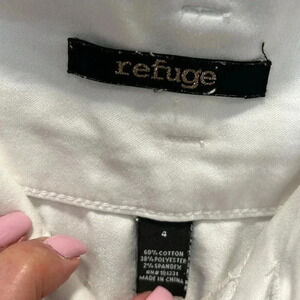 refuge
4
60% COTTON
38% POLYESTER
2% SPANDEX
MADE IN CHINA